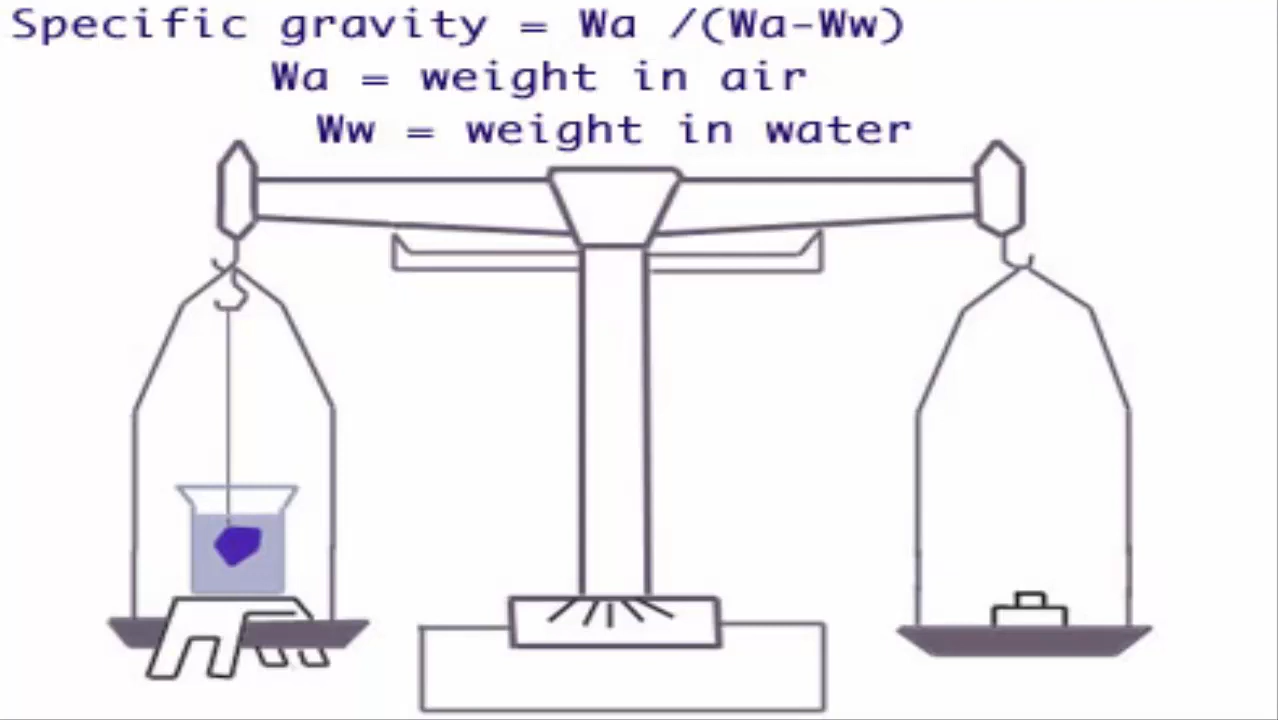 Specific gravity = Wa /(Wa-Ww)
Wa = weight in air
Ww = weight in water